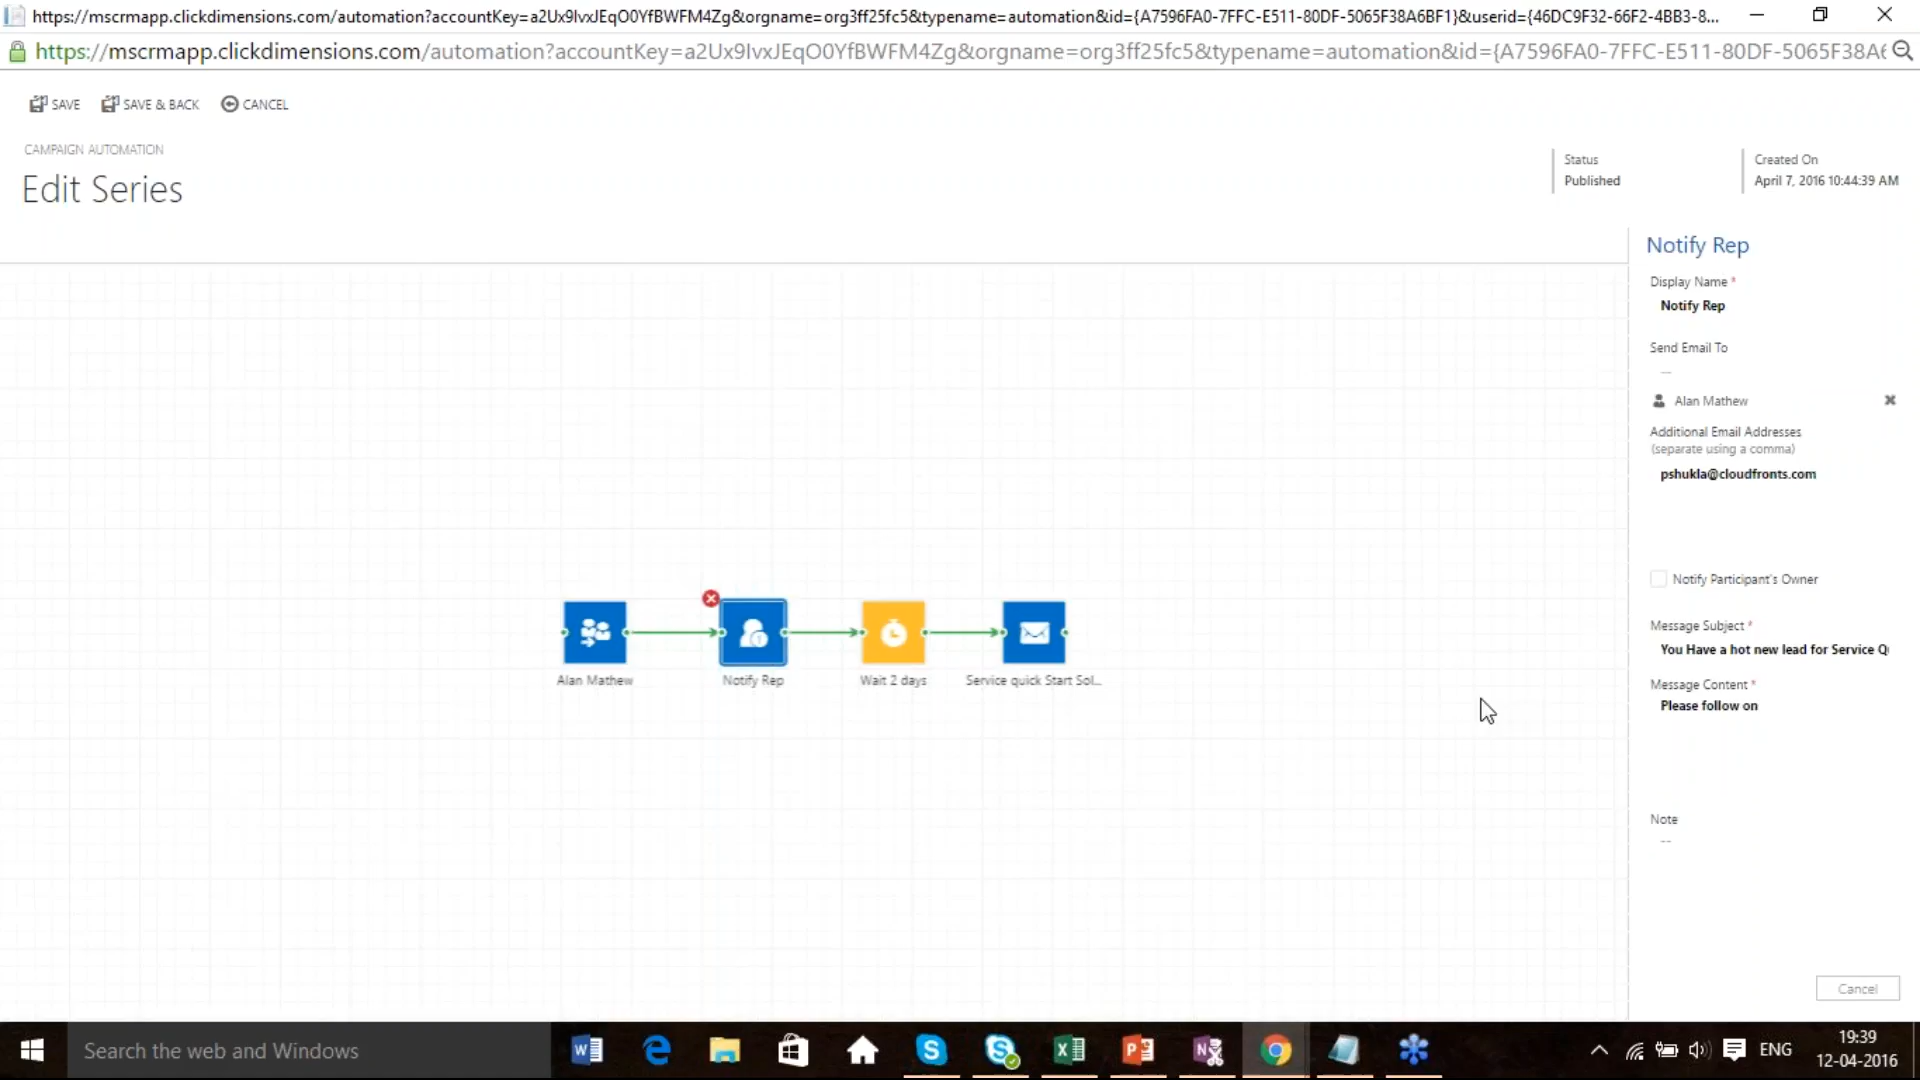 https://mscrmapp.clickdimensions.com/automation?accountKey=a2Ux9IvxJEqO0YfBWFM4Zg&orgname=org3ff25fc5&typename=automation&id={A7596FA0-7FFC-E511-80DF-5065F38A6BF1}&userid={46DC9F32-66F2-4BB3-8...
https://mscrmapp.clickdimensions.com/automation?accountKey=a2Ux9IvxJEqO0YfBWFM4Zg&orgname=org3ff25fc5&typename=automation&id={A7596FA0-7FFC-E511-80DF-5065F38A6
SAVE SAVE & BACK CANCEL
CAMPAIGN AUTOMATION
Edit Series
Status
Published
Created On
April 7, 2016 10:44:39 AM
Notify Rep
Display Name *
Notify Rep
Send Email To
--
Alan Mathew
Additional Email Addresses
(separate using a comma)
pshukla@cloudfronts.com
Notify Participant's Owner
Message Subject *
You Have a hot new lead for Service Q
Message Content *
Please follow on
Note
--
Cancel
Alan Mathew
Notify Rep
Wait 2 days
Service quick Start Sol...
Search the web and Windows
ENG
19:39
12-04-2016